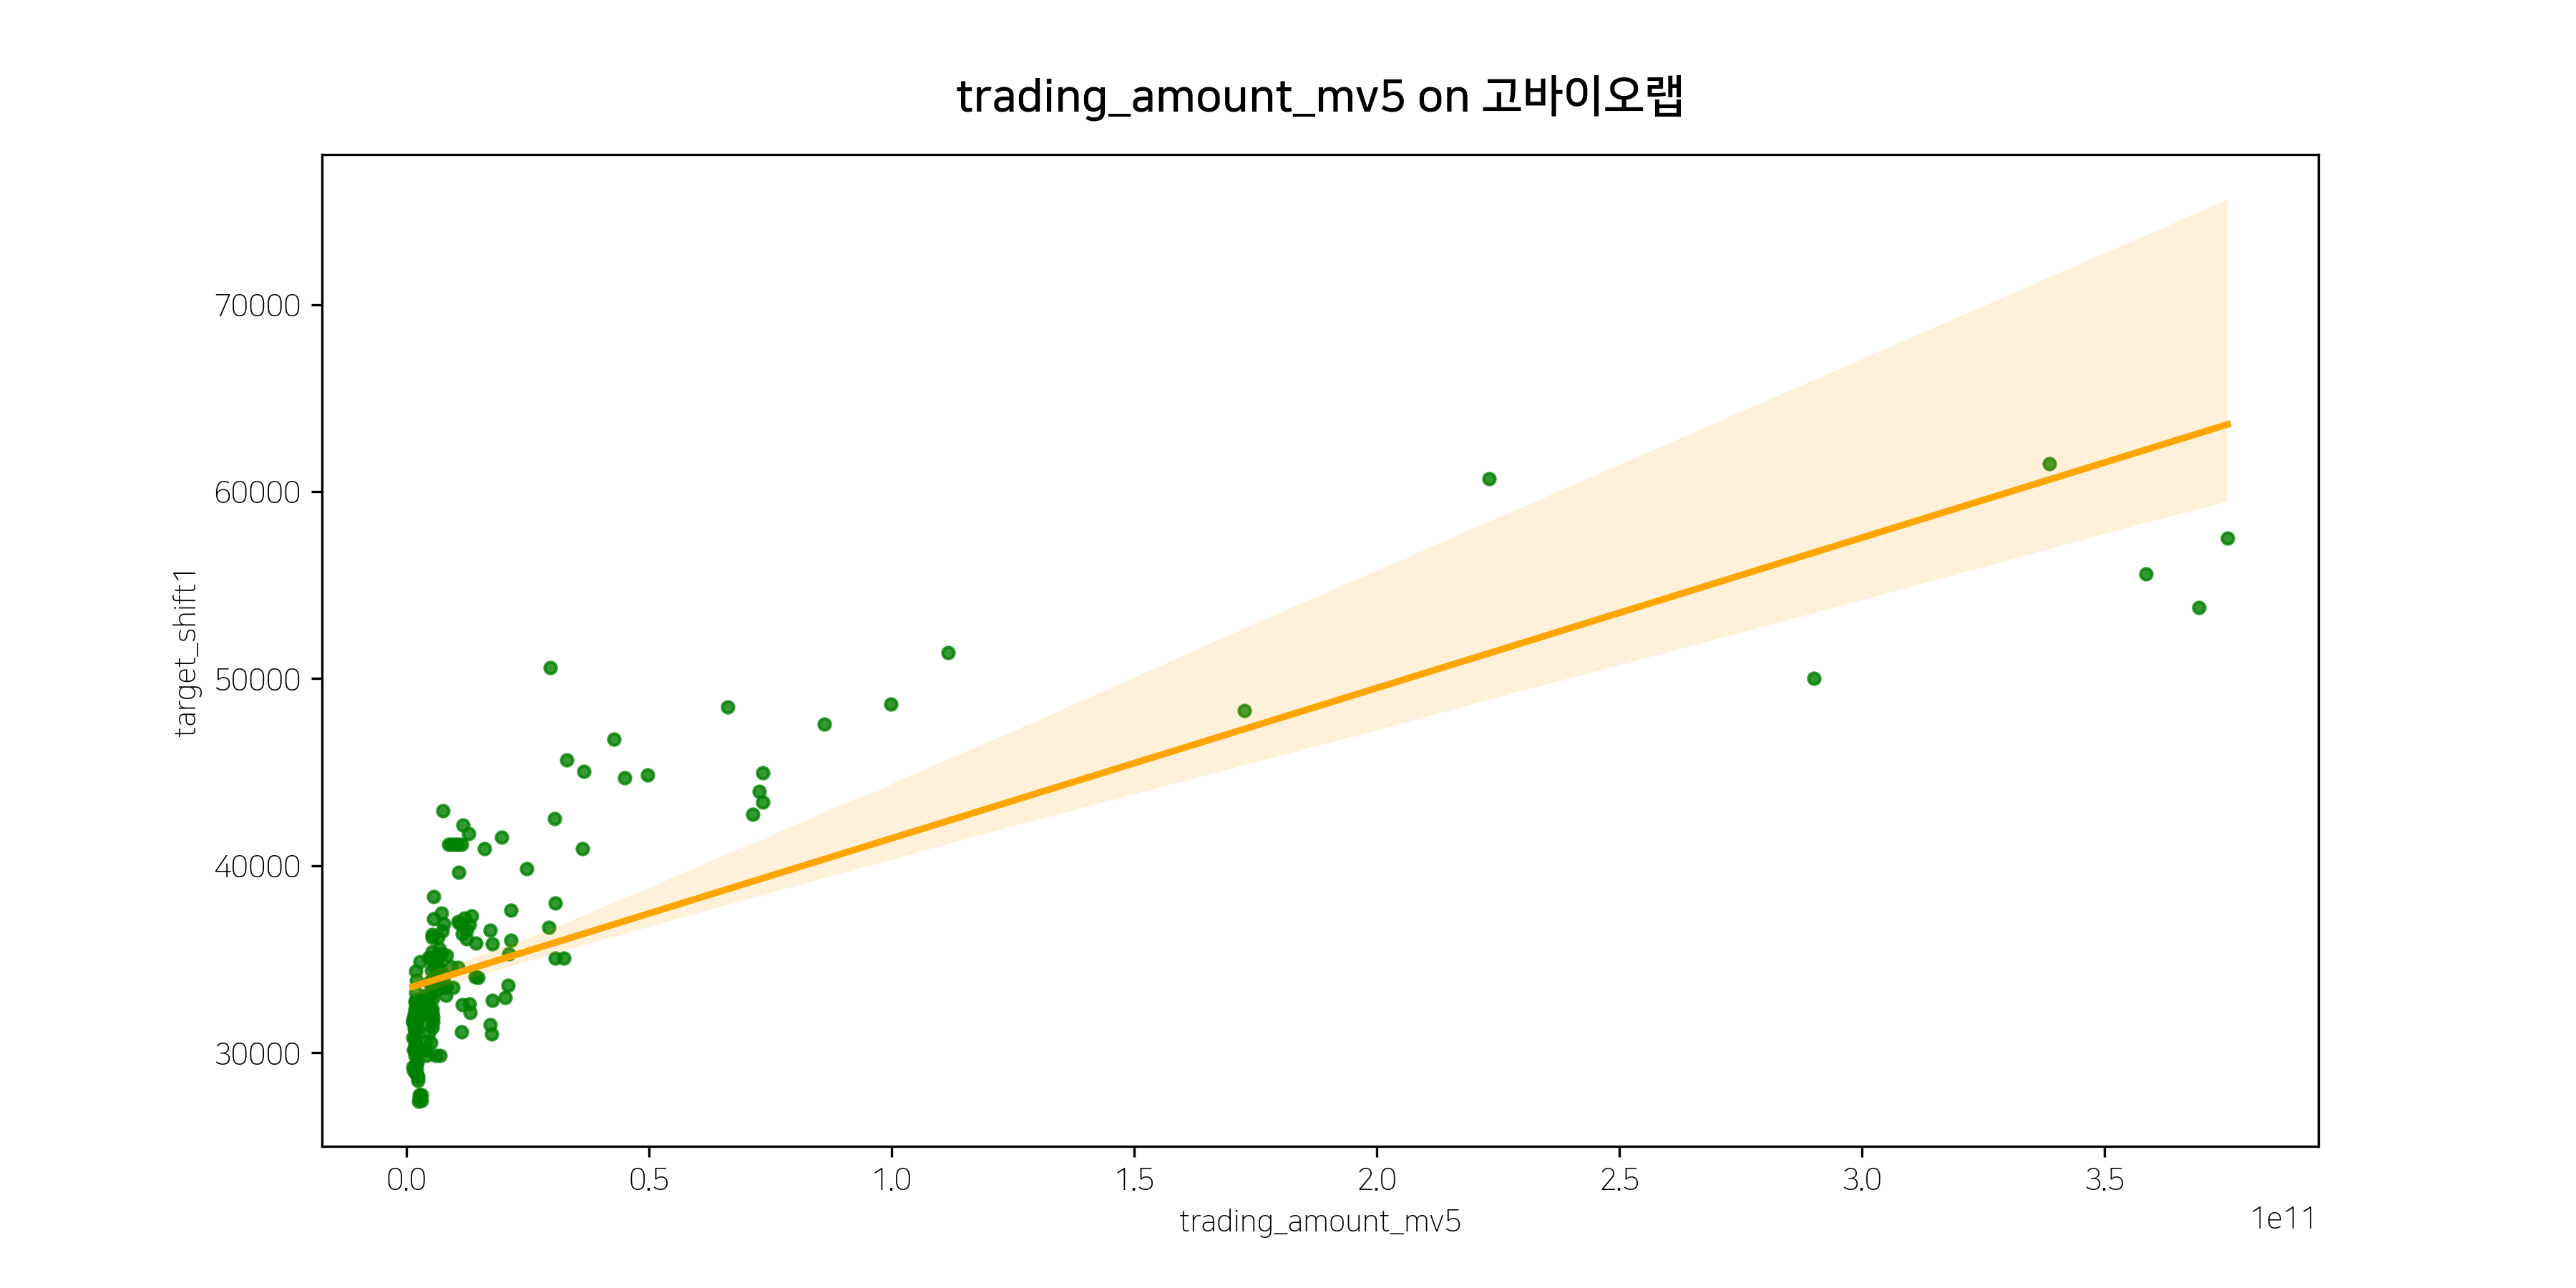 trading_amount_mv5 on 고바이오랩
70000
60000
50000
40000
30000
target_shift1
0.0 0.5 1.0 1.5 2.0 2.5 3.0 3.5
trading_amount_mv5
1e11